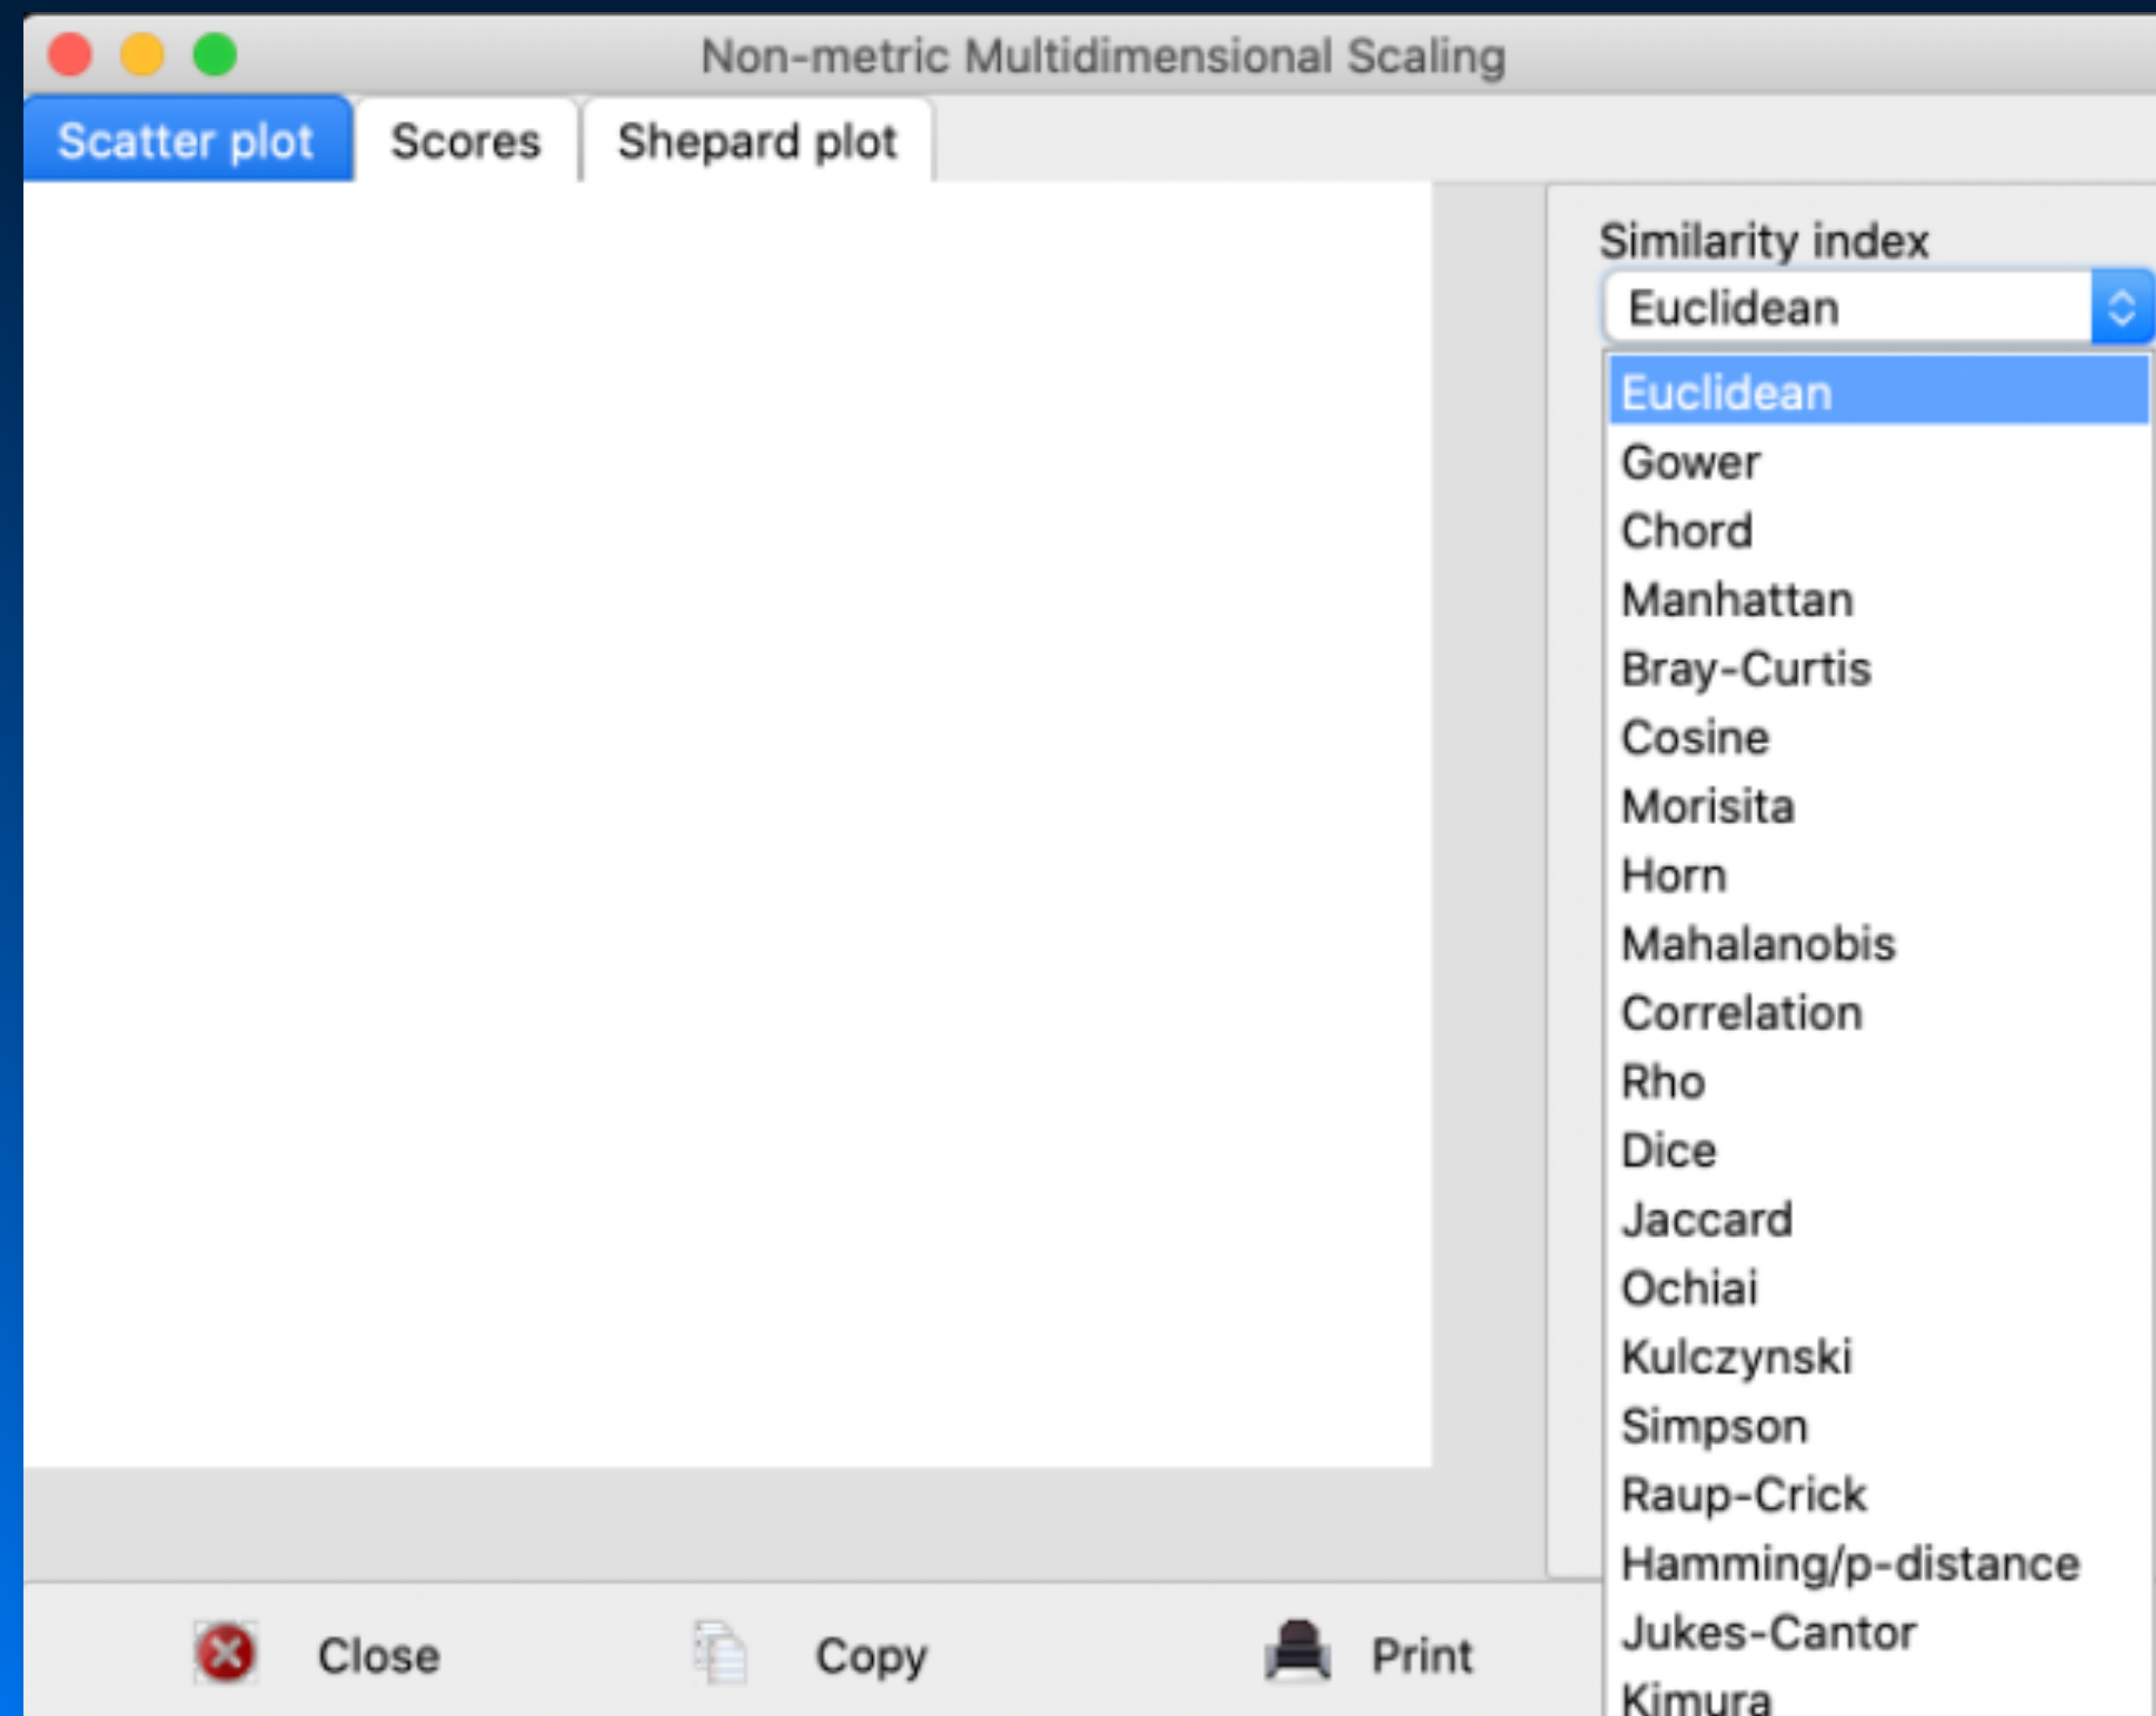 Non-metric Multidimensional Scaling
Scatter plot Scores Shepard plot
Similarity index
Euclidean
Euclidean
Gower
Chord
Manhattan
Bray-Curtis
Cosine
Morisita
Horn
Mahalanobis
Correlation
Rho
Dice
Jaccard
Ochiai
Kulczynski
Simpson
Raup-Crick
Hamming/p-distance
Jukes-Cantor
Kimura
Close Copy Print